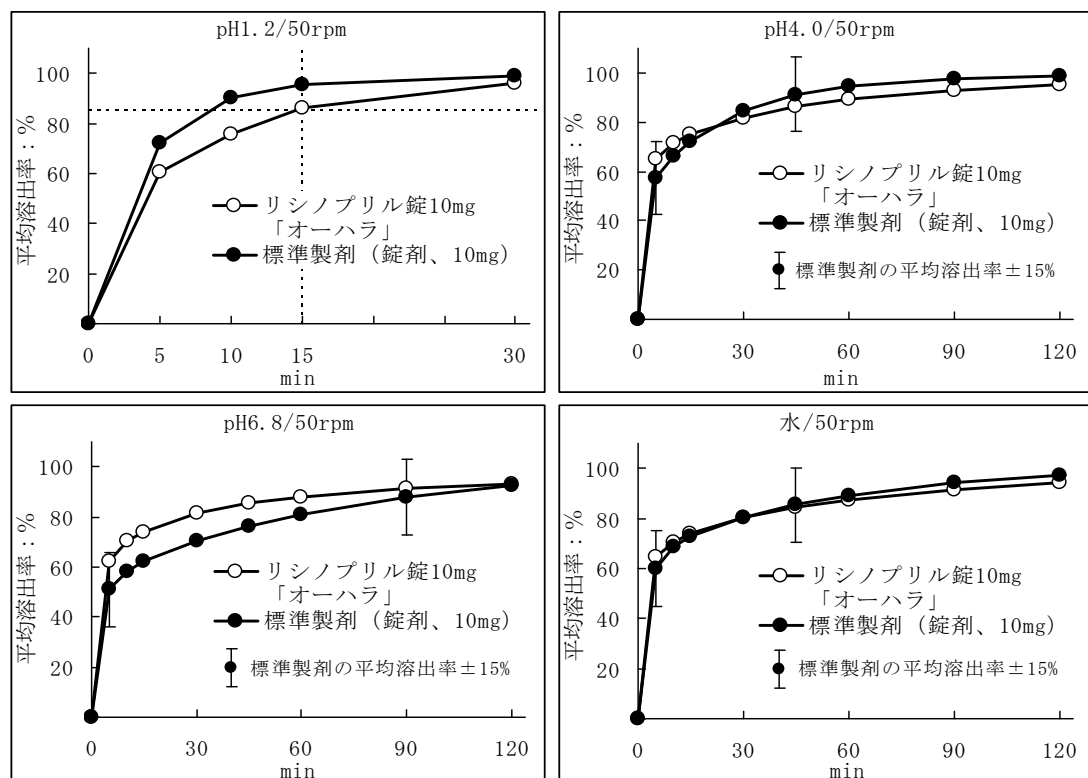 pH1.2/50rpm
平均溶出率：%
100
80
60
40
20
リシノプリル錠10mg
「オーハラ」
標準製剤（錠剤、10mg）
0
5
10
15
30
min
pH4.0/50rpm
平均溶出率：%
100
80
60
40
20
リシノプリル錠10mg
「オーハラ」
標準製剤（錠剤、10mg）
標準製剤の平均溶出率±15%
0
30
60
90
120
min
pH6.8/50rpm
平均溶出率：%
100
80
60
40
20
リシノプリル錠10mg
「オーハラ」
標準製剤（錠剤、10mg）
標準製剤の平均溶出率±15%
0
30
60
90
120
min
水/50rpm
平均溶出率：%
100
80
60
40
20
リシノプリル錠10mg
「オーハラ」
標準製剤（錠剤、10mg）
標準製剤の平均溶出率±15%
0
30
60
90
120
min